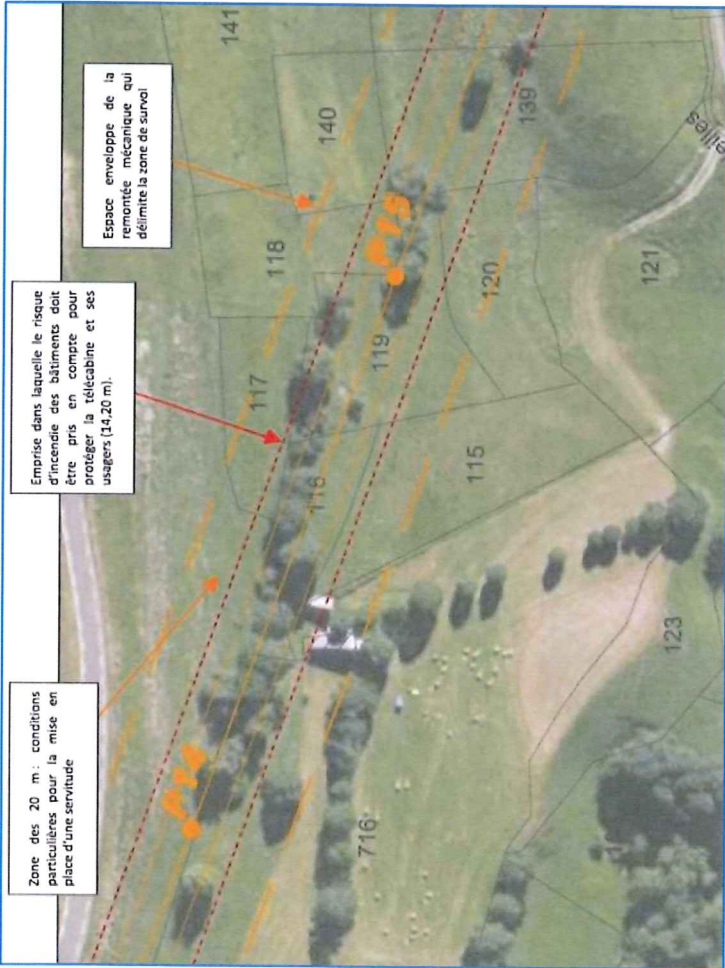 Zone des 20 m : conditions
particulières pour la mise en
place d'une servitude
Emprise dans laquelle le risque
d'incendie des bâtiments doit
être pris en compte pour
protéger la télécabine et ses
usagers (14,20 m).
Espace enveloppe de la
remontée mécanique qui
délimite la zone de survol
141
140
118
117
139
P15
119
120
116
121
115
P14
123
716
eilles